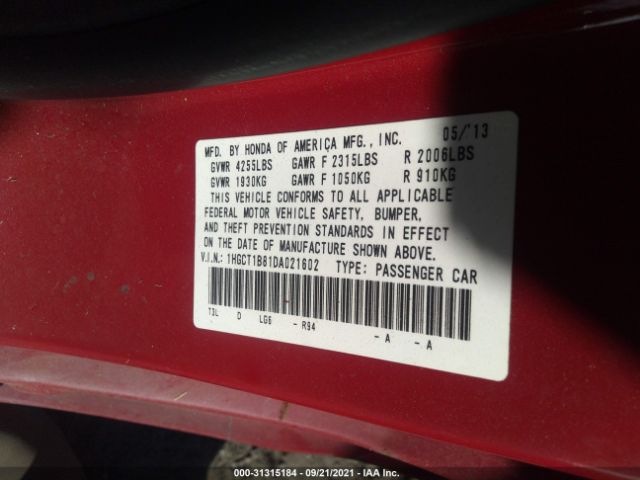 05/'13
MFD. BY HONDA OF AMERICA MFG., INC.
GVWR 4255LBS GAWR F 2315LBS R 2006LBS
GVWR 1930KG GAWR F 1050KG R 910KG
THIS VEHICLE CONFORMS TO ALL APPLICABLE
FEDERAL MOTOR VEHICLE SAFETY, BUMPER,
AND THEFT PREVENTION STANDARDS IN EFFECT
ON THE DATE OF MANUFACTURE SHOWN ABOVE.
V.I.N.: 1HGCT1B81DA021602 TYPE: PASSENGER CAR
T3L D LG6 - R94 - A - A
000-31315184 - 09/21/2021 - IAA Inc.